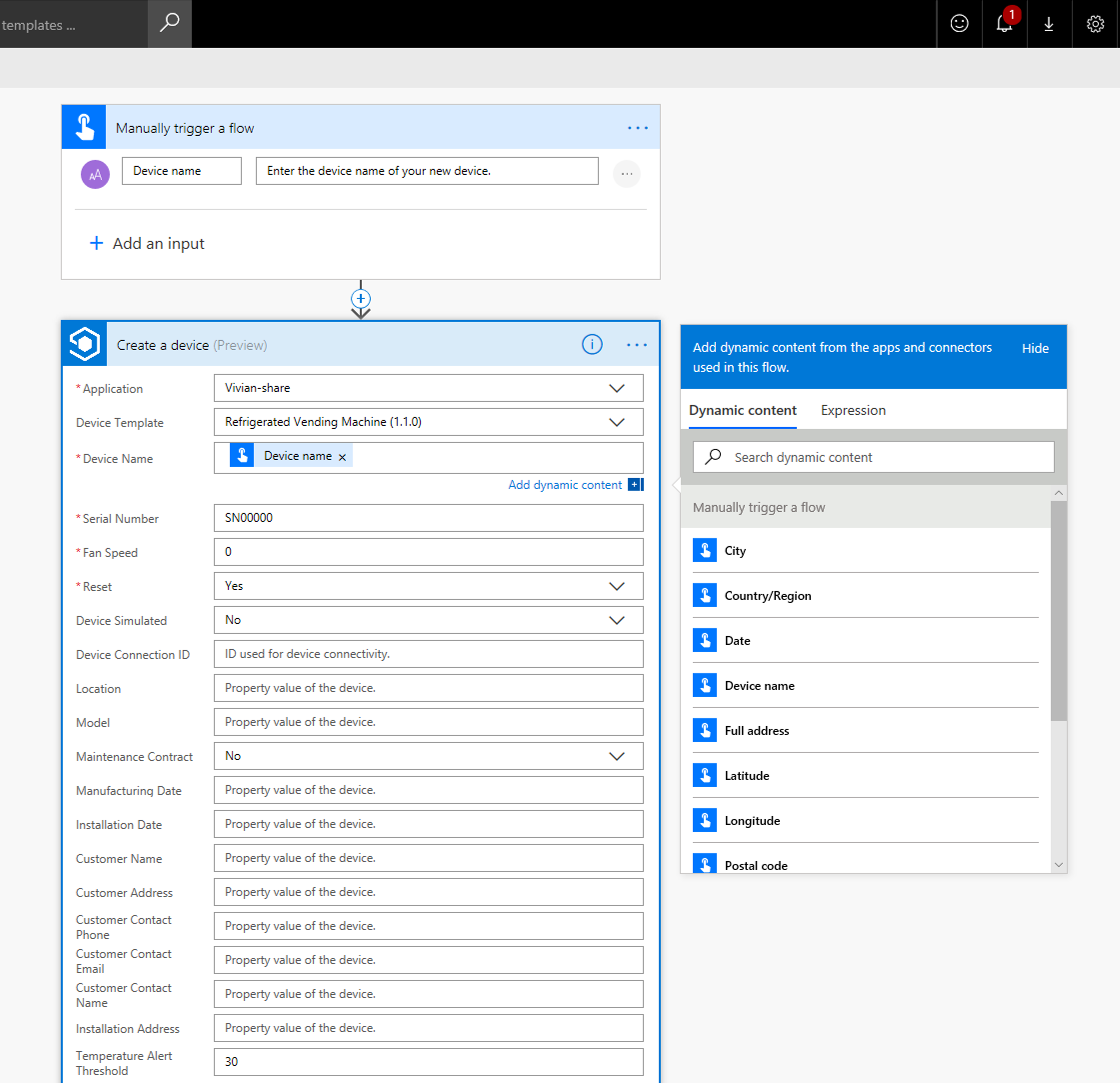 templates ...
1
Manually trigger a flow
AA
Device name
Enter the device name of your new device.
+ Add an input
Create a device (Preview)
* Application
Vivian-share
Device Template
Refrigerated Vending Machine (1.1.0)
* Device Name
Device name ×
Add dynamic content
* Serial Number
SN00000
* Fan Speed
0
* Reset
Yes
Device Simulated
No
Device Connection ID
ID used for device connectivity.
Location
Property value of the device.
Model
Property value of the device.
Maintenance Contract
No
Manufacturing Date
Property value of the device.
Installation Date
Property value of the device.
Customer Name
Property value of the device.
Customer Address
Property value of the device.
Customer Contact
Phone
Property value of the device.
Customer Contact
Email
Property value of the device.
Customer Contact
Name
Property value of the device.
Installation Address
Property value of the device.
Temperature Alert
Threshold
30
Add dynamic content from the apps and connectors
used in this flow.
Hide
Dynamic content
Expression
Search dynamic content
Manually trigger a flow
City
Country/Region
Date
Device name
Full address
Latitude
Longitude
Postal code